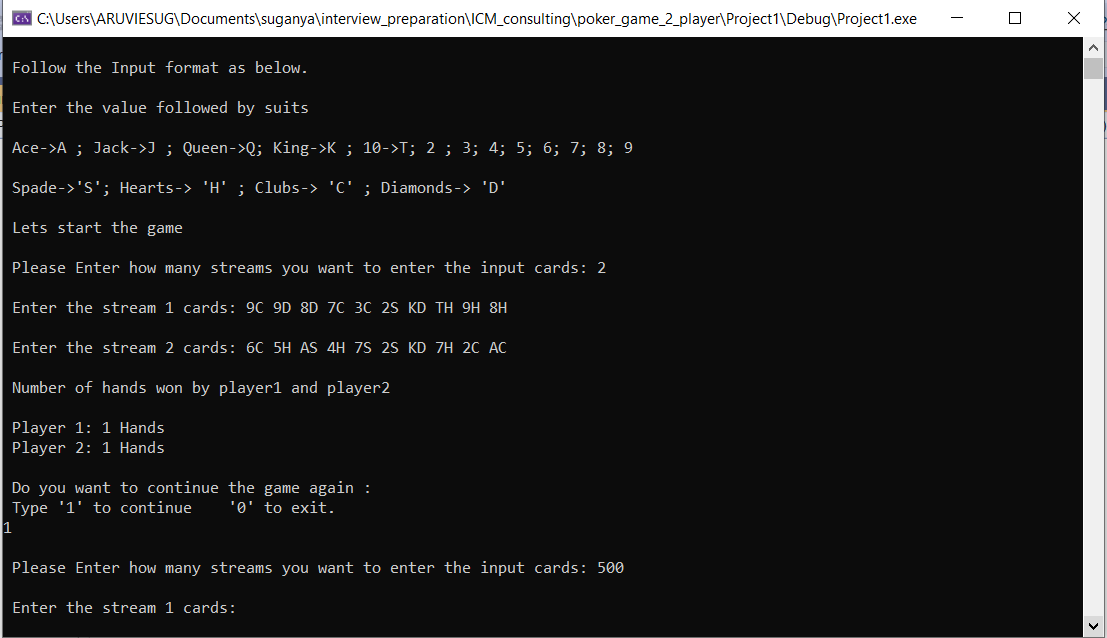 C:\Users\ARUVIESUG\Documents\suganya\interview_preparation\ICM_consulting\poker_game_2_player\Project1\Debug\Project1.exe
Follow the Input format as below.
Enter the value followed by suits
Ace->A ; Jack->J ; Queen->Q; King->K ; 10->T; 2 ; 3; 4; 5; 6; 7; 8; 9
Spade->'S'; Hearts-> 'H' ; Clubs-> 'C' ; Diamonds-> 'D'
Lets start the game
Please Enter how many streams you want to enter the input cards: 2
Enter the stream 1 cards: 9C 9D 8D 7C 3C 2S KD TH 9H 8H
Enter the stream 2 cards: 6C 5H AS 4H 7S 2S KD 7H 2C AC
Number of hands won by player1 and player2
Player 1: 1 Hands
Player 2: 1 Hands
Do you want to continue the game again :
Type '1' to continue    '0' to exit.
1
Please Enter how many streams you want to enter the input cards: 500
Enter the stream 1 cards: